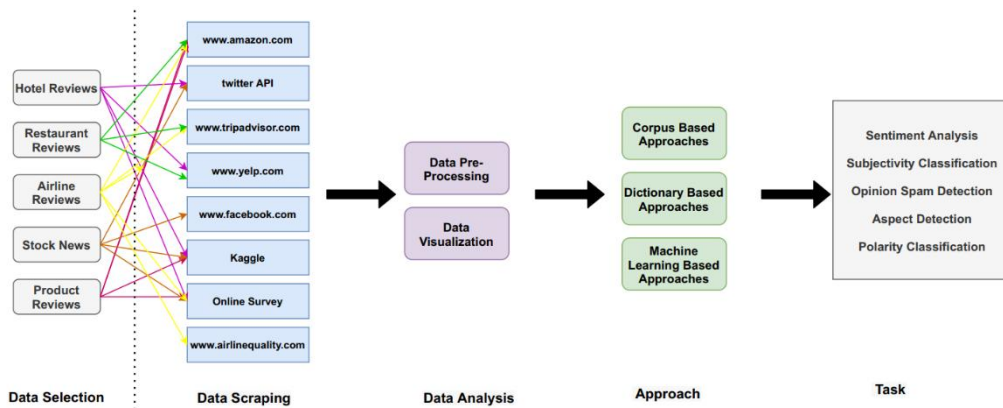 Hotel Reviews
Restaurant
Reviews
Airline
Reviews
Stock News
Product
Reviews
Data Selection
www.amazon.com
twitter API
www.tripadvisor.com
www.yelp.com
www.facebook.com
Kaggle
Online Survey
www.airlinequality.com
Data Scraping
Data Pre-
Processing
Data
Visualization
Data Analysis
Corpus Based
Approaches
Dictionary Based
Approaches
Machine
Learning Based
Approaches
Approach
Sentiment Analysis
Subjectivity Classification
Opinion Spam Detection
Aspect Detection
Polarity Classification
Task